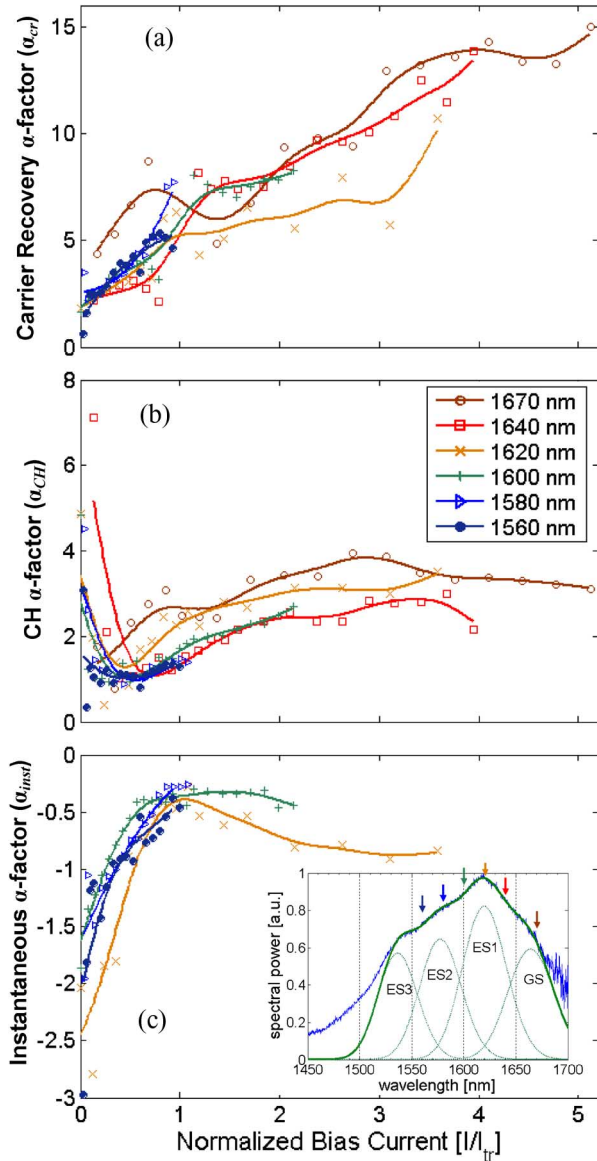 (a)
Carrier Recovery α-factor (αcr)
15
10
5
0
(b)
CH α-factor (αCH)
8
6
4
2
0
1670 nm
1640 nm
1620 nm
1600 nm
1580 nm
1560 nm
(c)
Instantaneous α-factor (αinst)
0
-0.5
-1
-1.5
-2
-2.5
-3
spectral power [a.u.]
1
0.8
0.6
0.4
0.2
0
ES3
ES2
ES1
GS
1450 1500 1550 1600 1650 1700
wavelength [nm]
0 1 2 3 4 5
Normalized Bias Current [I/Itr]